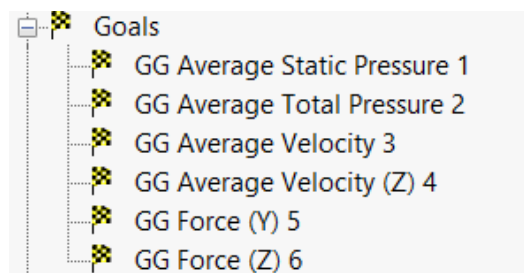 Goals
GG Average Static Pressure 1
GG Average Total Pressure 2
GG Average Velocity 3
GG Average Velocity (Z) 4
GG Force (Y) 5
GG Force (Z) 6